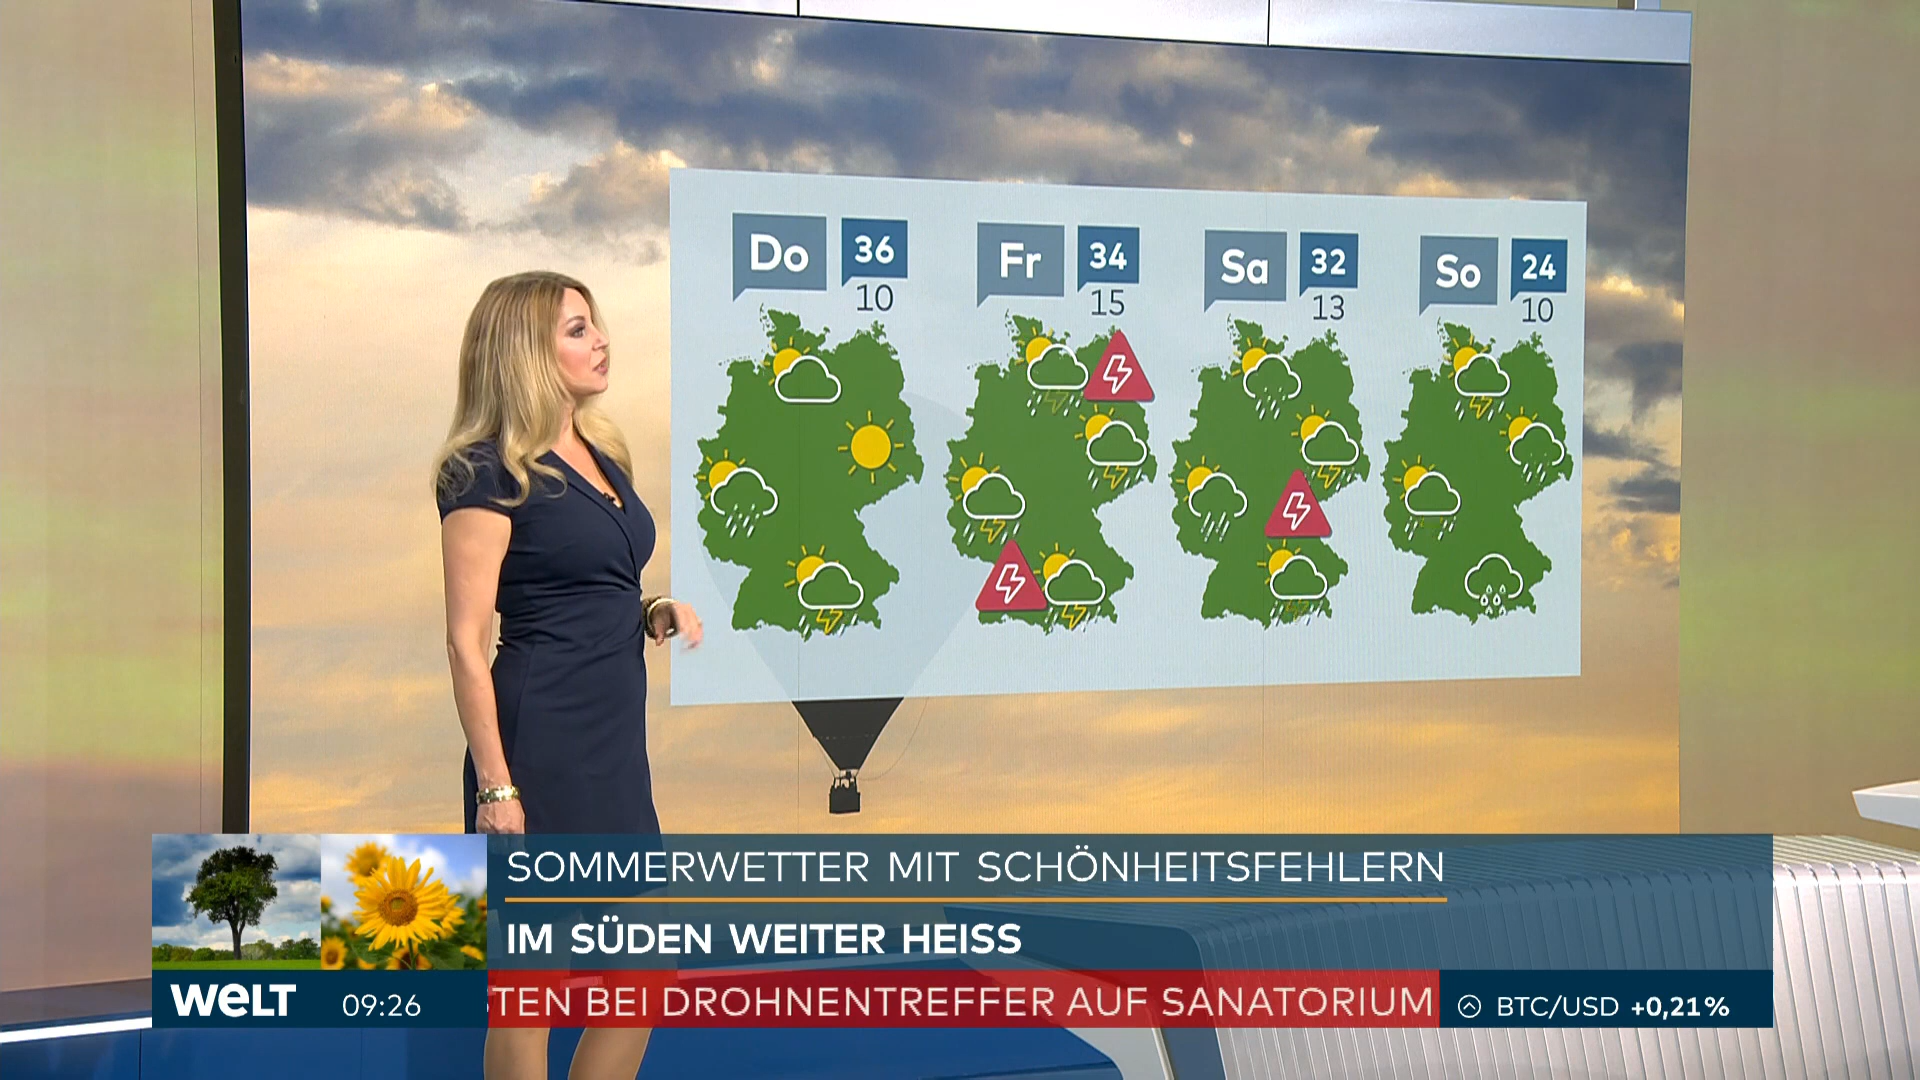 Do 36
10
Fr 34
15
Sa 32
13
So 24
10
SOMMERWETTER MIT SCHÖNHEITSFEHLERN
IM SÜDEN WEITER HEISS
WELT 09:26
TEN BEI DROHNENTREFFER AUF SANATORIUM
BTC/USD +0,21%